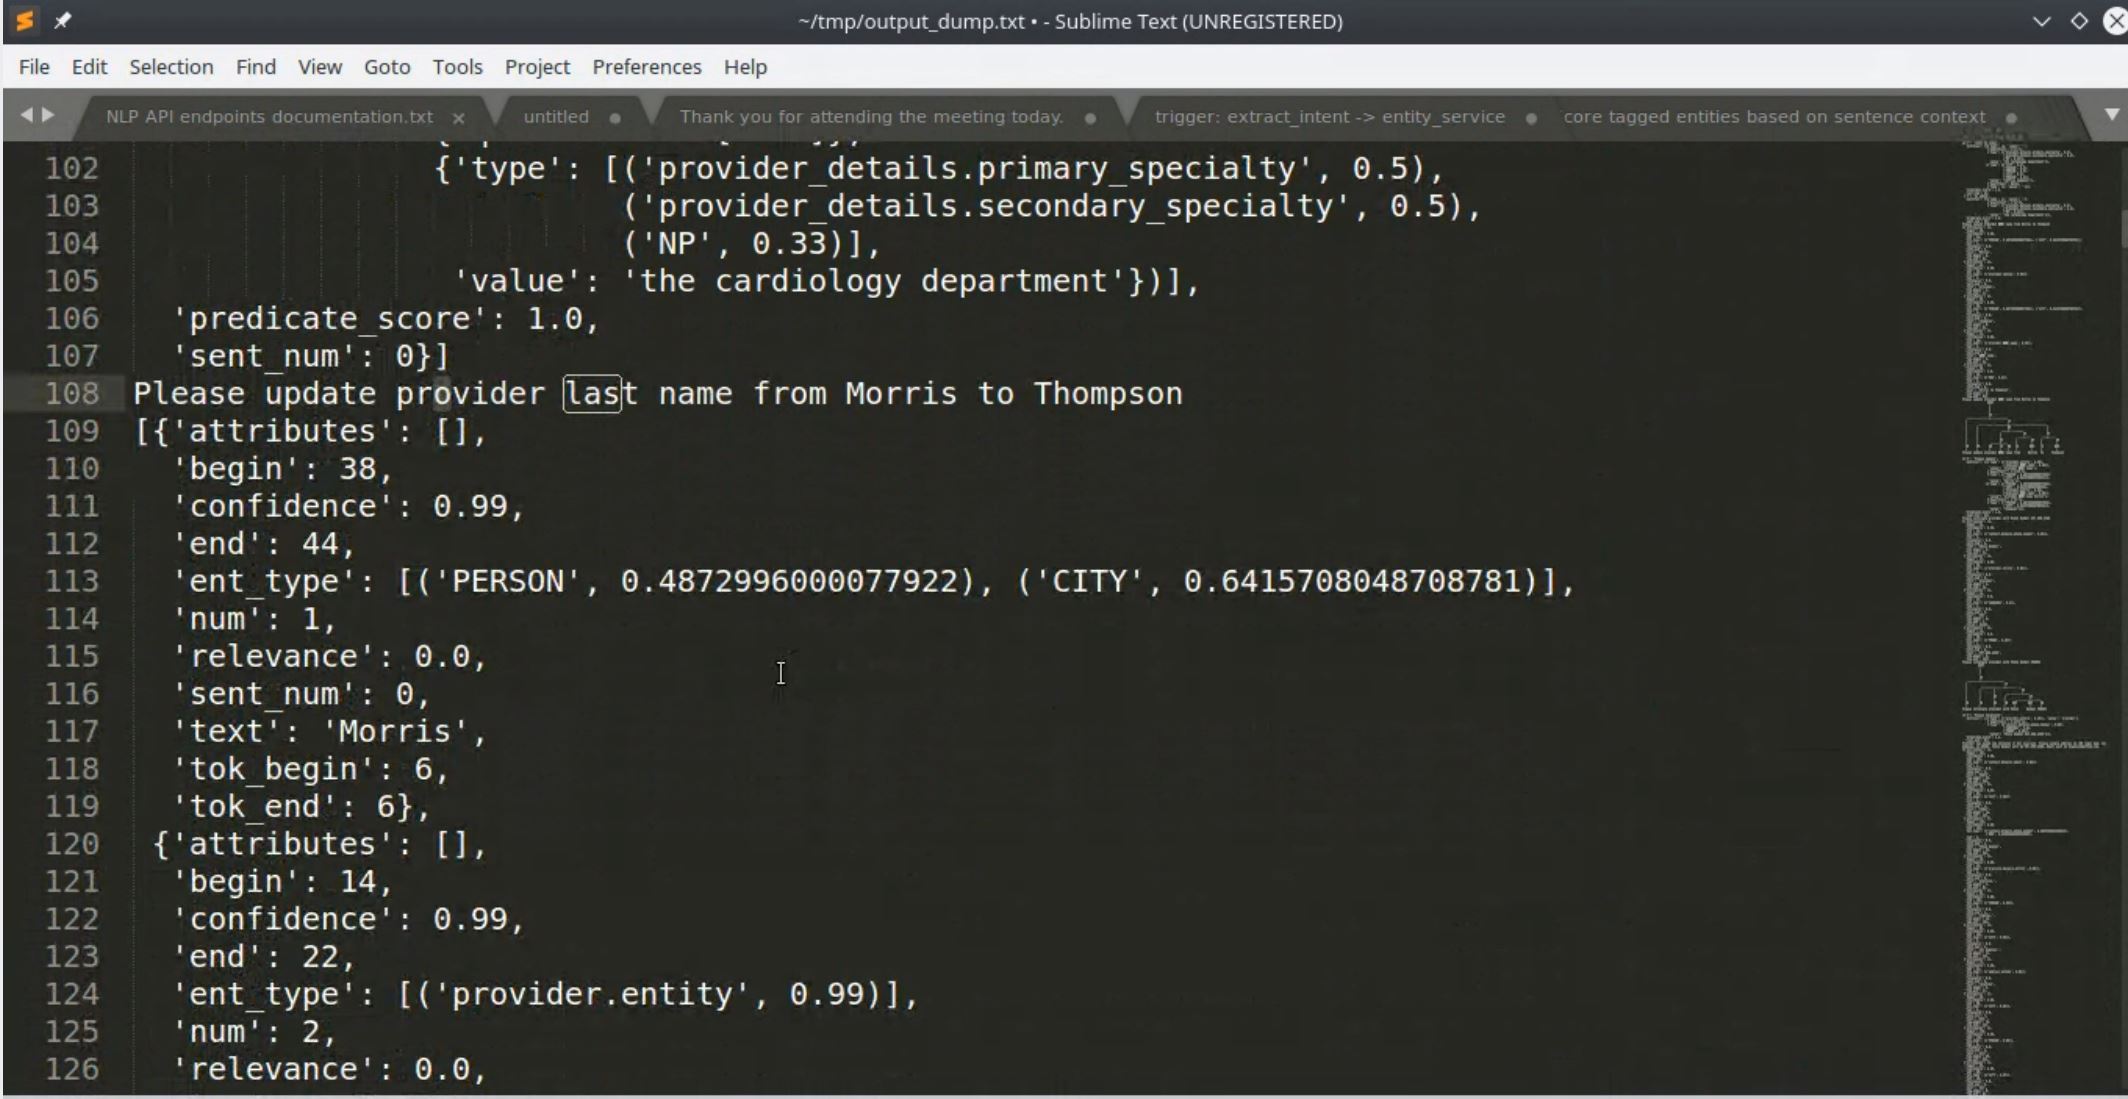 ~/tmp/output_dump.txt • - Sublime Text (UNREGISTERED)
File Edit Selection Find View Goto Tools Project Preferences Help
NLP API endpoints documentation.txt untitled Thank you for attending the meeting today. trigger: extract_intent -> entity_service core tagged entities based on sentence context
102 {'type': [('provider_details.primary_specialty', 0.5),
103 ('provider_details.secondary_specialty', 0.5),
104 ('NP', 0.33)],
105 'value': 'the cardiology department'})],
106 'predicate_score': 1.0,
107 'sent_num': 0}]
108 Please update provider last name from Morris to Thompson
109 [{'attributes': [],
110 'begin': 38,
111 'confidence': 0.99,
112 'end': 44,
113 'ent_type': [('PERSON', 0.4872996000077922), ('CITY', 0.6415708048708781)],
114 'num': 1,
115 'relevance': 0.0,
116 'sent_num': 0,
117 'text': 'Morris',
118 'tok_begin': 6,
119 'tok_end': 6},
120 {'attributes': [],
121 'begin': 14,
122 'confidence': 0.99,
123 'end': 22,
124 'ent_type': [('provider.entity', 0.99)],
125 'num': 2,
126 'relevance': 0.0,